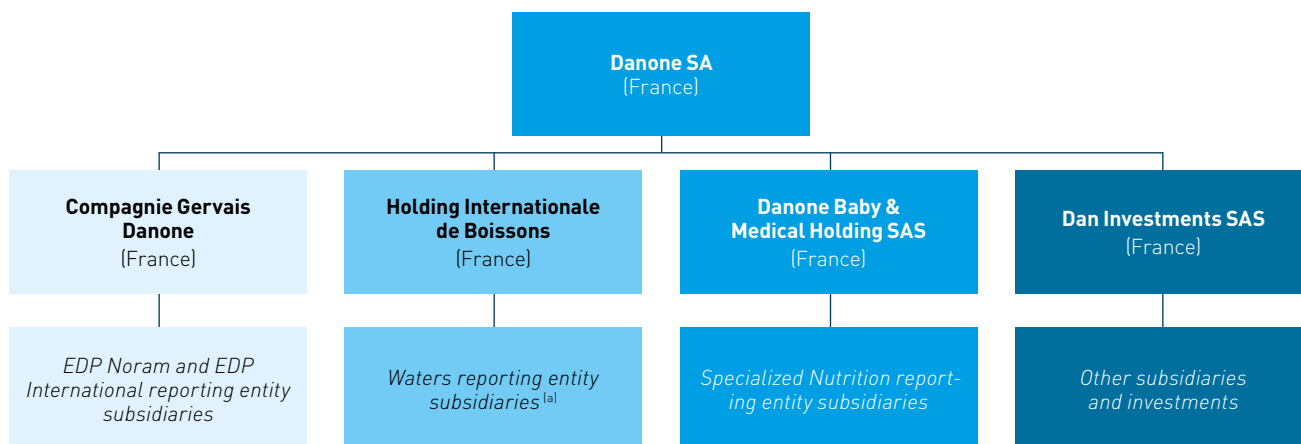 Danone SA
(France)
Compagnie Gervais
Danone
(France)
Holding Internationale
de Boissons
(France)
Danone Baby &
Medical Holding SAS
(France)
Dan Investments SAS
(France)
EDP Noram and EDP
International reporting entity
subsidiaries
Waters reporting entity
subsidiaries [a]
Specialized Nutrition report-
ing entity subsidiaries
Other subsidiaries
and investments